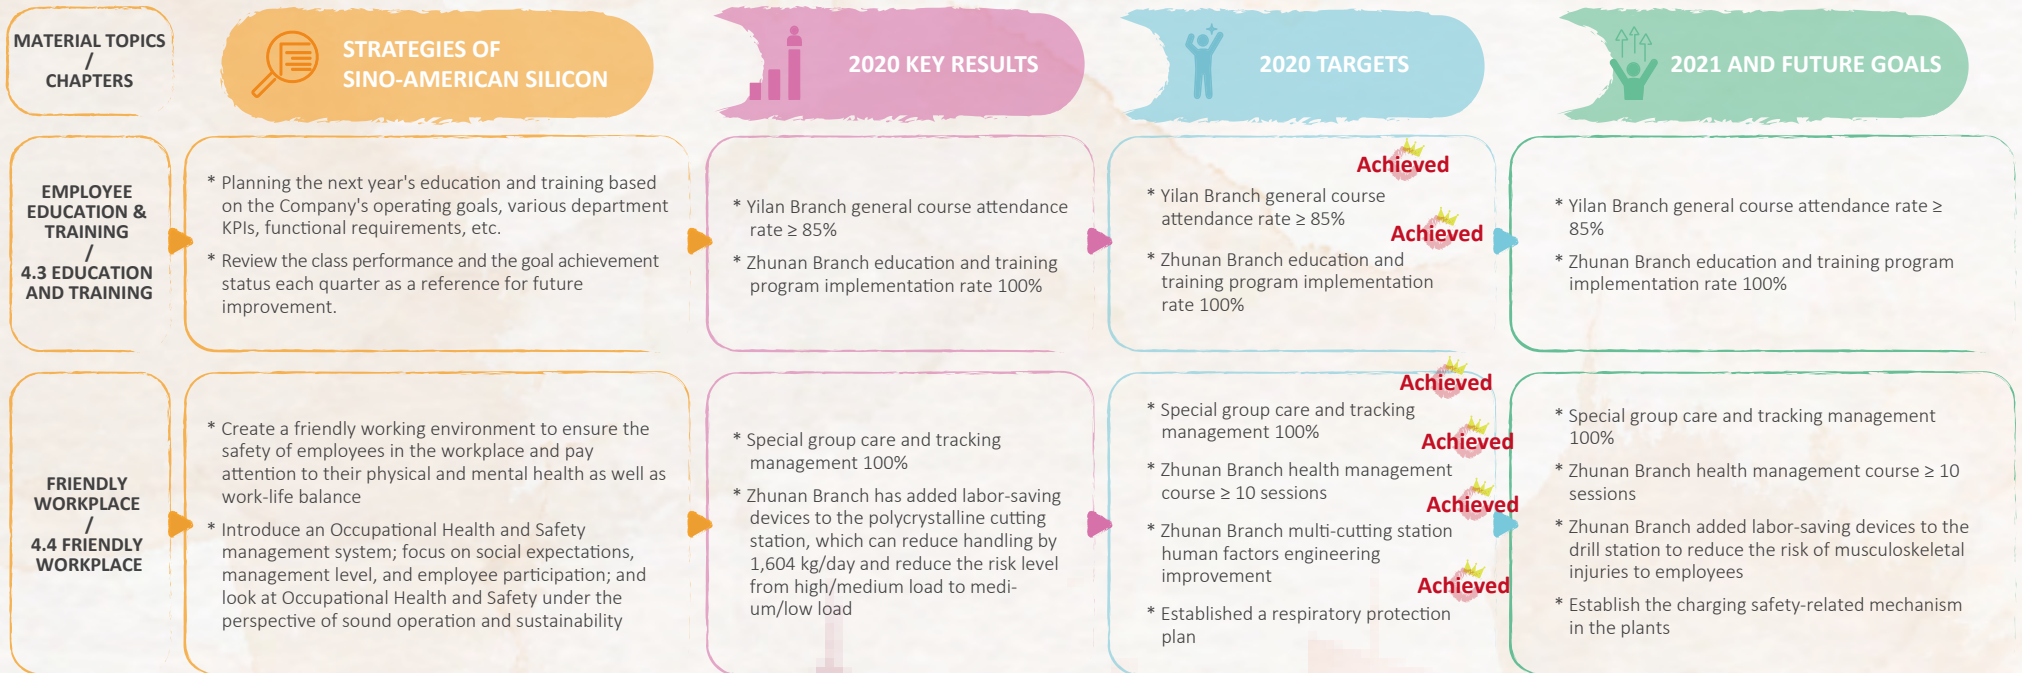 MATERIAL TOPICS
/
CHAPTERS
STRATEGIES OF
SINO-AMERICAN SILICON
2020 KEY RESULTS
2020 TARGETS
2021 AND FUTURE GOALS
EMPLOYEE
EDUCATION &
TRAINING
/
4.3 EDUCATION
AND TRAINING
* Planning the next year's education and training based
on the Company's operating goals, various department
KPIs, functional requirements, etc.
* Review the class performance and the goal achievement
status each quarter as a reference for future
improvement.
* Yilan Branch general course attendance
rate ≥ 85%
* Zhunan Branch education and training
program implementation rate 100%
Achieved
* Yilan Branch general course
attendance rate ≥ 85%
Achieved
* Zhunan Branch education and
training program implementation
rate 100%
* Yilan Branch general course attendance rate ≥
85%
* Zhunan Branch education and training program
implementation rate 100%
FRIENDLY
WORKPLACE
/
4.4 FRIENDLY
WORKPLACE
* Create a friendly working environment to ensure the
safety of employees in the workplace and pay
attention to their physical and mental health as well as
work-life balance
* Introduce an Occupational Health and Safety
management system; focus on social expectations,
management level, and employee participation; and
look at Occupational Health and Safety under the
perspective of sound operation and sustainability
* Special group care and tracking
management 100%
* Zhunan Branch has added labor-saving
devices to the polycrystalline cutting
station, which can reduce handling by
1,604 kg/day and reduce the risk level
from high/medium load to medi-
um/low load
Achieved
* Special group care and tracking
management 100%
Achieved
* Zhunan Branch health management
course ≥ 10 sessions
Achieved
* Zhunan Branch multi-cutting station
human factors engineering
improvement
Achieved
* Established a respiratory protection
plan
* Special group care and tracking management
100%
* Zhunan Branch health management course ≥ 10
sessions
* Zhunan Branch added labor-saving devices to the
drill station to reduce the risk of musculoskeletal
injuries to employees
* Establish the charging safety-related mechanism
in the plants